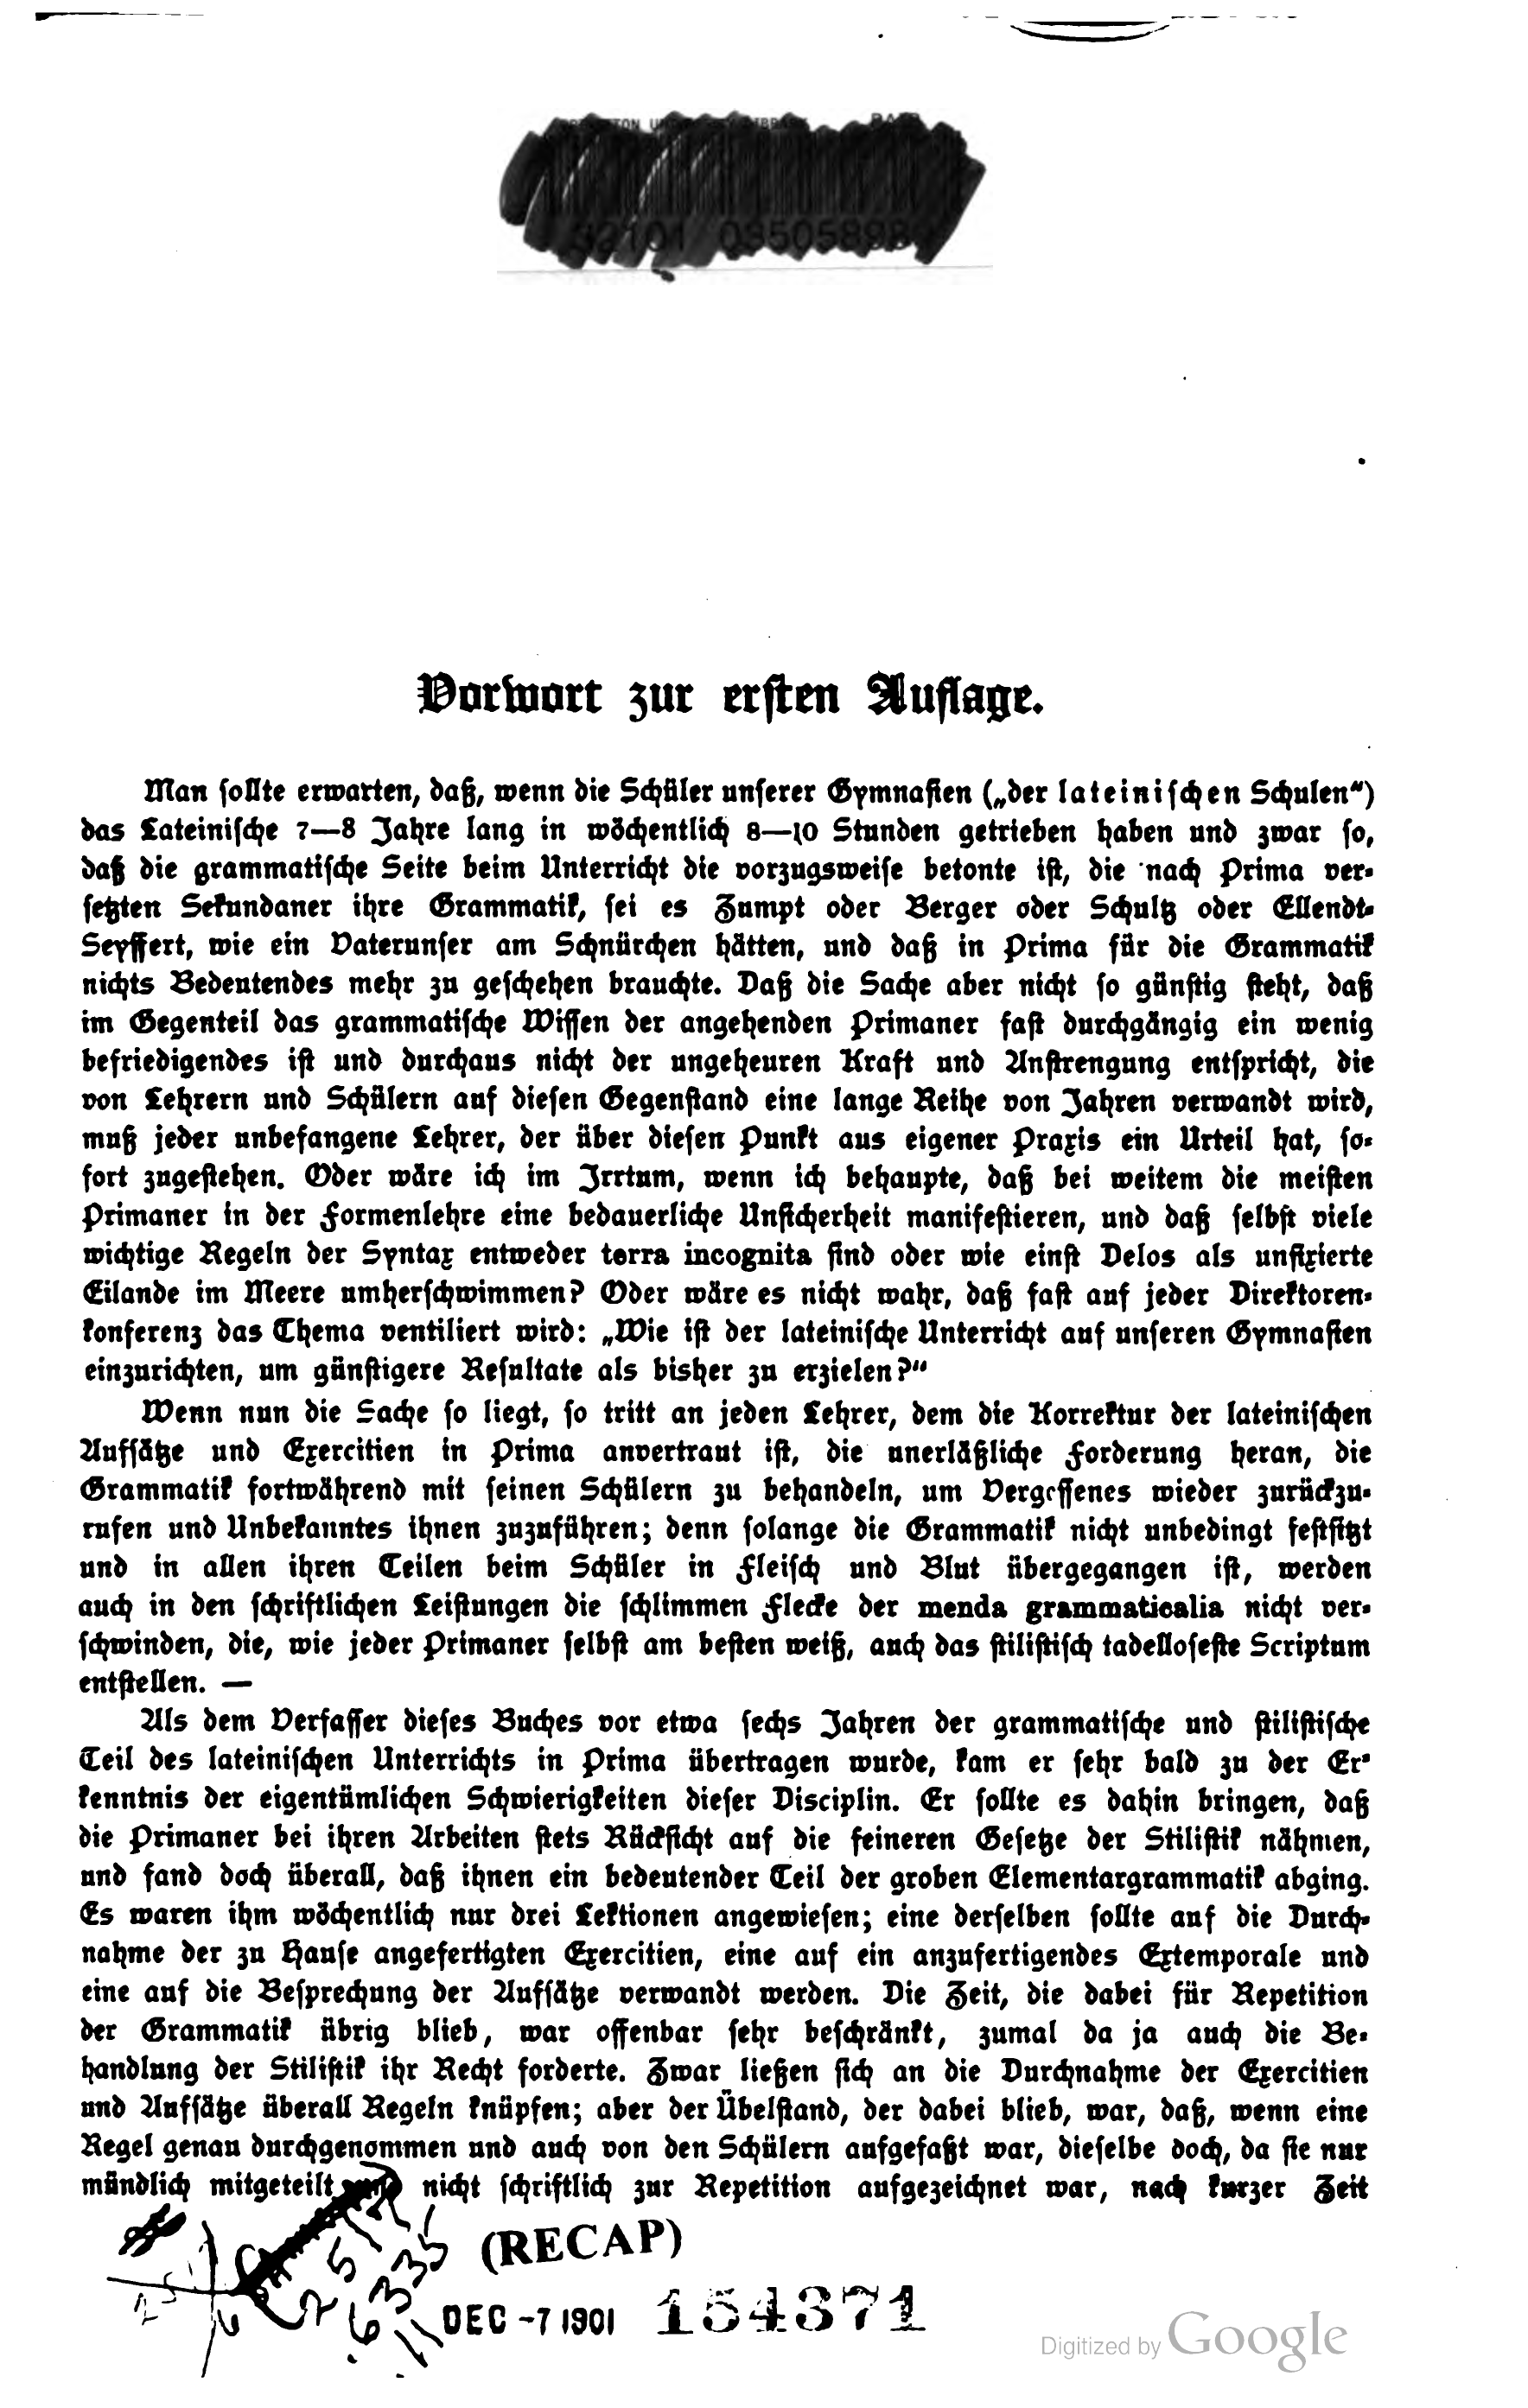 Vorwort zur ersten Auflage.
Man sollte erwarten, daß, wenn die Schüler unserer Gymnasien („der lateinischen Schulen“)
das Lateinische 7—8 Jahre lang in wöchentlich 8—10 Stunden getrieben haben und zwar so,
daß die grammatische Seite beim Unterricht die vorzugsweise betonte ist, die nach Prima ver-
setzten Sekundaner ihre Grammatik, sei es Zumpt oder Berger oder Schultz oder Ellendt-
Seyffert, wie ein Vaterunser am Schnürchen hätten, und daß in Prima für die Grammatik
nichts Bedeutendes mehr zu geschehen brauchte. Daß die Sache aber nicht so günstig steht, daß
im Gegenteil das grammatische Wissen der angehenden Primaner fast durchgängig ein wenig
befriedigendes ist und durchaus nicht der ungeheuren Kraft und Anstrengung entspricht, die
von Lehrern und Schülern auf diesen Gegenstand eine lange Reihe von Jahren verwandt wird,
muß jeder unbefangene Lehrer, der über diesen Punkt aus eigener Praxis ein Urteil hat, so-
fort zugestehen. Oder wäre ich im Irrtum, wenn ich behaupte, daß bei weitem die meisten
Primaner in der Formenlehre eine bedauerliche Unsicherheit manifestieren, und daß selbst viele
wichtige Regeln der Syntax entweder terra incognita sind oder wie einst Delos als unfixierte
Eilande im Meere umherschwimmen? Oder wäre es nicht wahr, daß fast auf jeder Direktoren-
konferenz das Thema ventiliert wird: „Wie ist der lateinische Unterricht auf unseren Gymnasien
einzurichten, um günstigere Resultate als bisher zu erzielen?“
Wenn nun die Sache so liegt, so tritt an jeden Lehrer, dem die Korrektur der lateinischen
Aufsätze und Exercitien in Prima anvertraut ist, die unerläßliche Forderung heran, die
Grammatik fortwährend mit seinen Schülern zu behandeln, um Vergessenes wieder zurückzu-
rufen und Unbekanntes ihnen zuzuführen; denn solange die Grammatik nicht unbedingt festsitzt
und in allen ihren Teilen beim Schüler in Fleisch und Blut übergegangen ist, werden
auch in den schriftlichen Leistungen die schlimmen Flecke der menda grammaticalia nicht ver-
schwinden, die, wie jeder Primaner selbst am besten weiß, auch das stilistisch tadelloseste Scriptum
entstellen. —
Als dem Verfasser dieses Buches vor etwa sechs Jahren der grammatische und stilistische
Teil des lateinischen Unterrichts in Prima übertragen wurde, kam er sehr bald zu der Er-
kenntnis der eigentümlichen Schwierigkeiten dieser Disciplin. Er sollte es dahin bringen, daß
die Primaner bei ihren Arbeiten stets Rücksicht auf die feineren Gesetze der Stilistik nähmen,
und fand doch überall, daß ihnen ein bedeutender Teil der groben Elementargrammatik abging.
Es waren ihm wöchentlich nur drei Lektionen angewiesen; eine derselben sollte auf die Durch-
nahme der zu Hause angefertigten Exercitien, eine auf ein anzufertigendes Extemporale und
eine auf die Besprechung der Aufsätze verwandt werden. Die Zeit, die dabei für Repetition
der Grammatik übrig blieb, war offenbar sehr beschränkt, zumal da ja auch die Be-
handlung der Stilistik ihr Recht forderte. Zwar ließen sich an die Durchnahme der Exercitien
und Aufsätze überall Regeln knüpfen; aber der Übelstand, der dabei blieb, war, daß, wenn eine
Regel genau durchgenommen und auch von den Schülern aufgefaßt war, dieselbe doch, da sie nur
mündlich mitgeteilt nicht schriftlich zur Repetition aufgezeichnet war, nach kurzer Zeit
(RECAP)
DEC -7 1901 154371
Digitized by Google